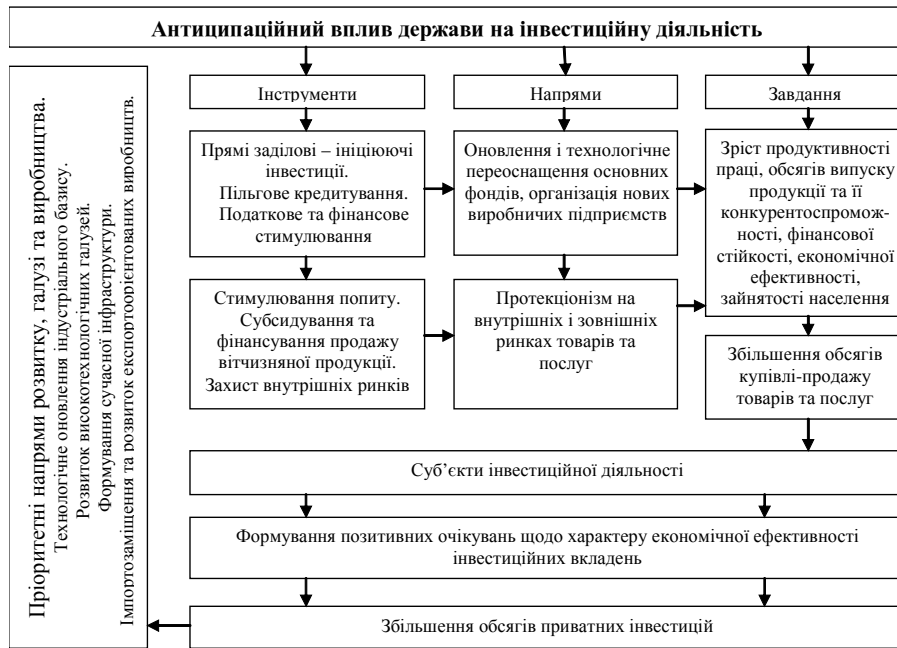 Антиципаційний вплив держави на інвестиційну діяльність
Пріоритетні напрями розвитку, галузі та виробництва.
Технологічне оновлення індустріального базису.
Розвиток високотехнологічних галузей.
Формування сучасної інфраструктури.
Імпортозаміщення та розвиток експорторієнтованих виробництв.
Інструменти
Напрями
Завдання
Прямі заділові – ініціюючі
інвестиції.
Пільгове кредитування.
Податкове та фінансове
стимулювання
Оновлення і технологічне
переоснащення основних
фондів, організація нових
виробничих підприємств
Зріст продуктивності
праці, обсягів випуску
продукції та її
конкурентоспромож-
ності, фінансової
стійкості, економічної
ефективності,
зайнятості населення
Стимулювання попиту.
Субсидування та
фінансування продажу
вітчизняної продукції.
Захист внутрішніх ринків
Протекціонізм на
внутрішніх і зовнішніх
ринках товарів та
послуг
Збільшення обсягів
купівлі-продажу
товарів та послуг
Суб’єкти інвестиційної діяльності
Формування позитивних очікувань щодо характеру економічної ефективності
інвестиційних вкладень
Збільшення обсягів приватних інвестицій